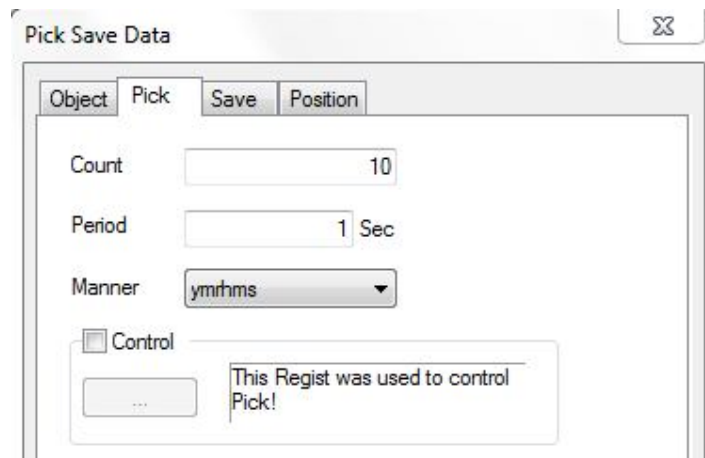 Pick Save Data
Object Pick Save Position
Count 10
Period 1 Sec
Manner ymrhms
Control
... This Regist was used to control
Pick!